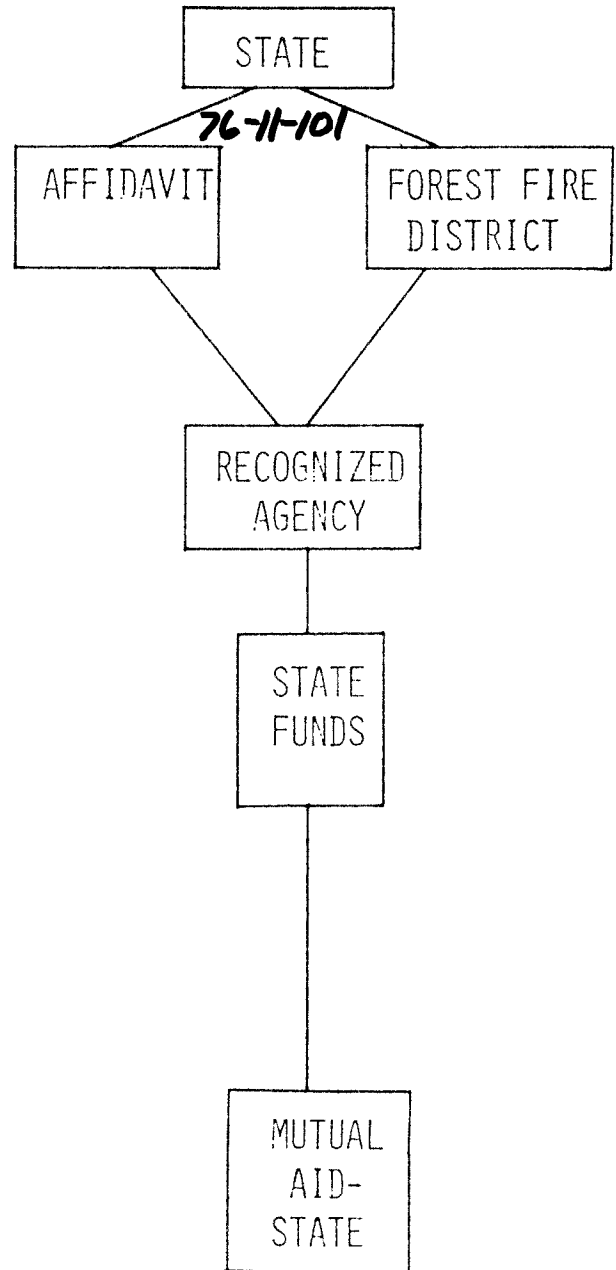 STATE
76-11-101
AFFIDAVIT
FOREST FIRE
DISTRICT
RECOGNIZED
AGENCY
STATE
FUNDS
MUTUAL
AID-
STATE